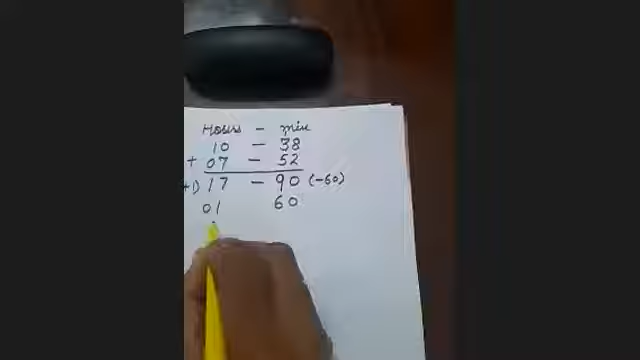 Hours - min
10 - 38
+ 07 - 52
+1) 17 - 90 (-60)
01 60